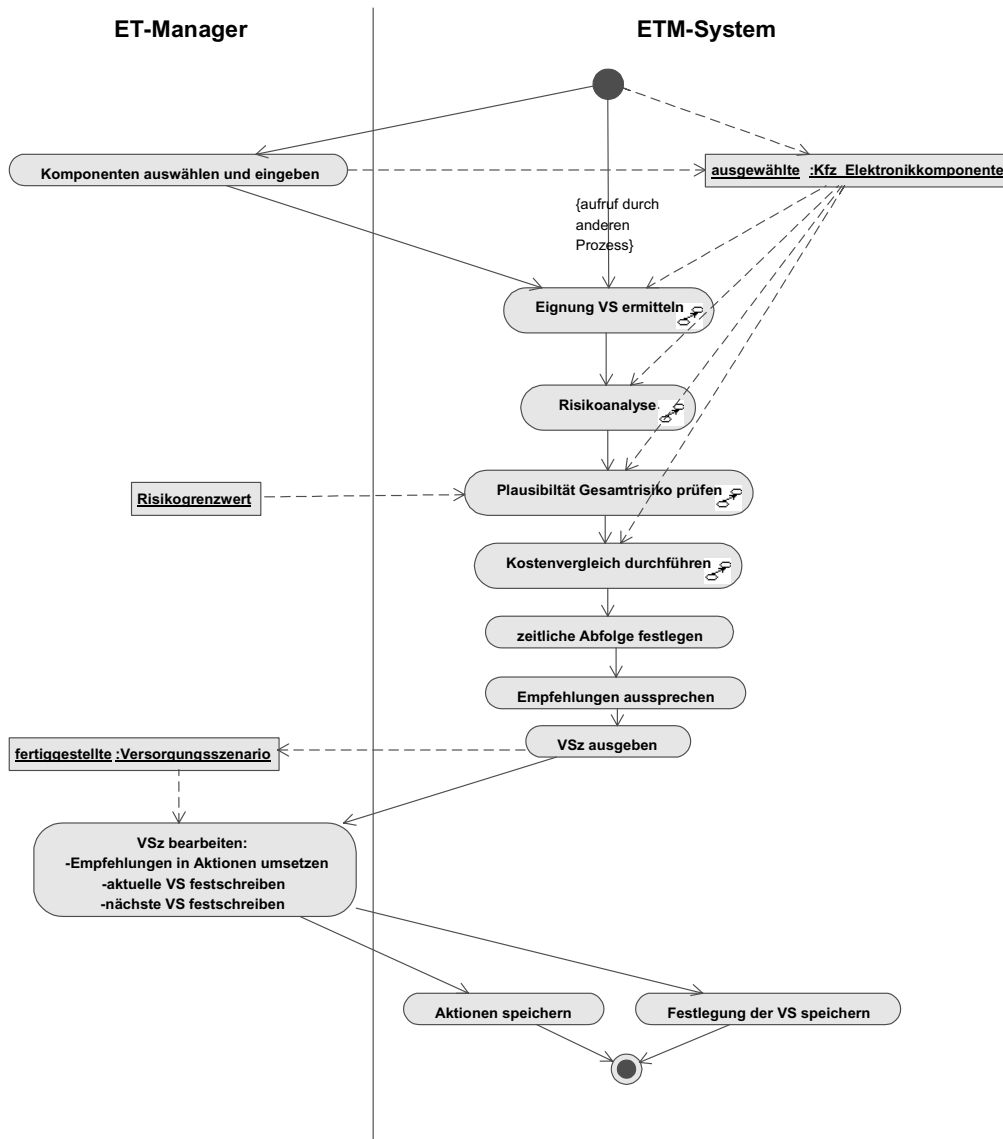 ET-Manager
ETM-System
Komponenten auswählen und eingeben
ausgewählte :Kfz Elektronikkomponente
{aufruf durch
anderen
Prozess}
Eignung VS ermitteln
Risikoanalyse
Risikogrenzwert
Plausibiltät Gesamtrisiko prüfen
Kostenvergleich durchführen
zeitliche Abfolge festlegen
Empfehlungen aussprechen
VSz ausgeben
fertiggestellte :Versorgungsszenario
VSz bearbeiten:
-Empfehlungen in Aktionen umsetzen
-aktuelle VS festschreiben
-nächste VS festschreiben
Aktionen speichern
Festlegung der VS speichern